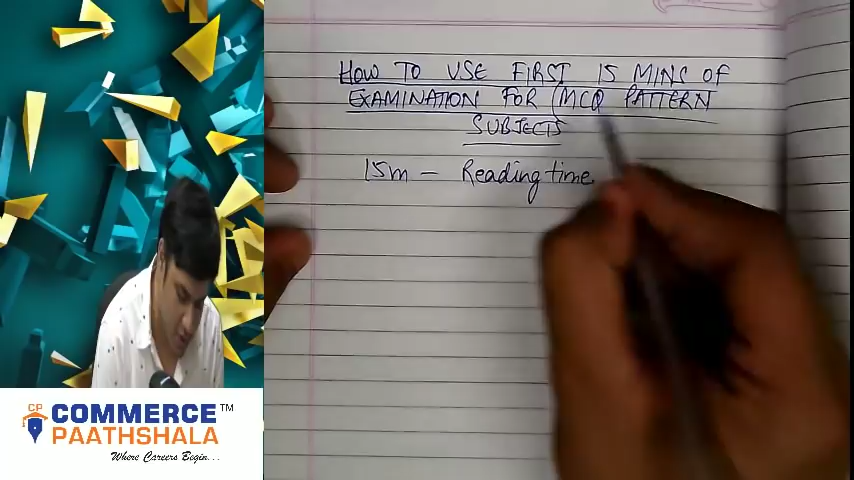 HOW TO USE FIRST 15 MINS OF
EXAMINATION FOR (MCQ PATTERN
SUBJECTS
15m - Reading time
CP
COMMERCE™
PAATHSHALA
Where Careers Begin...